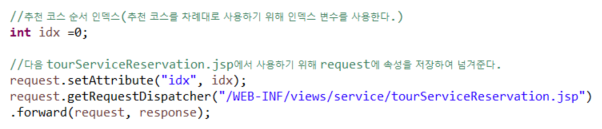 //추천 코스 순서 인덱스(추천 코스를 차례대로 사용하기 위해 인덱스 변수를 사용한다.)
int idx =0;
//다음 tourServiceReservation.jsp에서 사용하기 위해 request에 속성을 저장하여 넘겨준다.
request.setAttribute("idx", idx);
request.getRequestDispatcher("/WEB-INF/views/service/tourServiceReservation.jsp")
.forward(request, response);